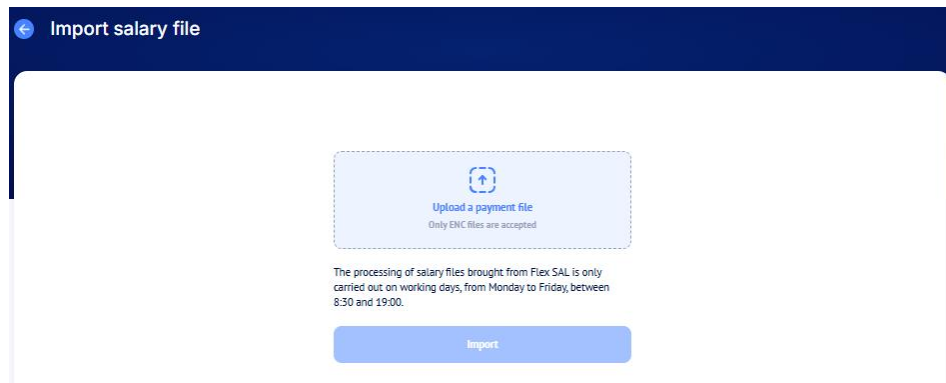 Import salary file
Upload a payment file
Only ENC files are accepted
The processing of salary files brought from Flex SAL is only
carried out on working days, from Monday to Friday, between
8:30 and 19:00.
Import